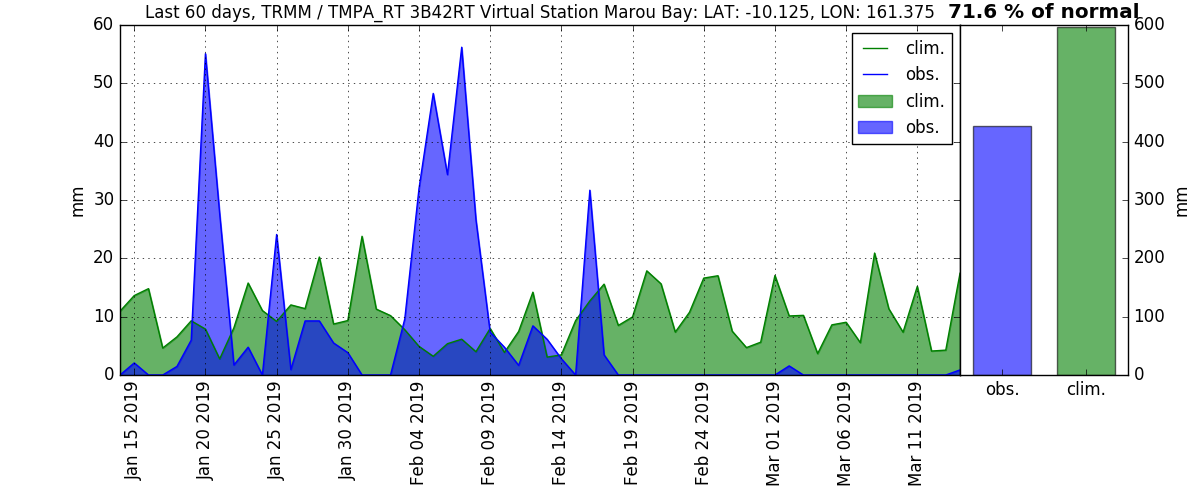 Last 60 days, TRMM / TMPA_RT 3B42RT Virtual Station Marou Bay: LAT: -10.125, LON: 161.375 71.6 % of normal
60
50
40
30
20
10
0
mm
clim.
obs.
clim.
obs.
600
500
400
300
200
100
0
mm
obs.
clim.
Jan 15 2019
Jan 20 2019
Jan 25 2019
Jan 30 2019
Feb 04 2019
Feb 09 2019
Feb 14 2019
Feb 19 2019
Feb 24 2019
Mar 01 2019
Mar 06 2019
Mar 11 2019